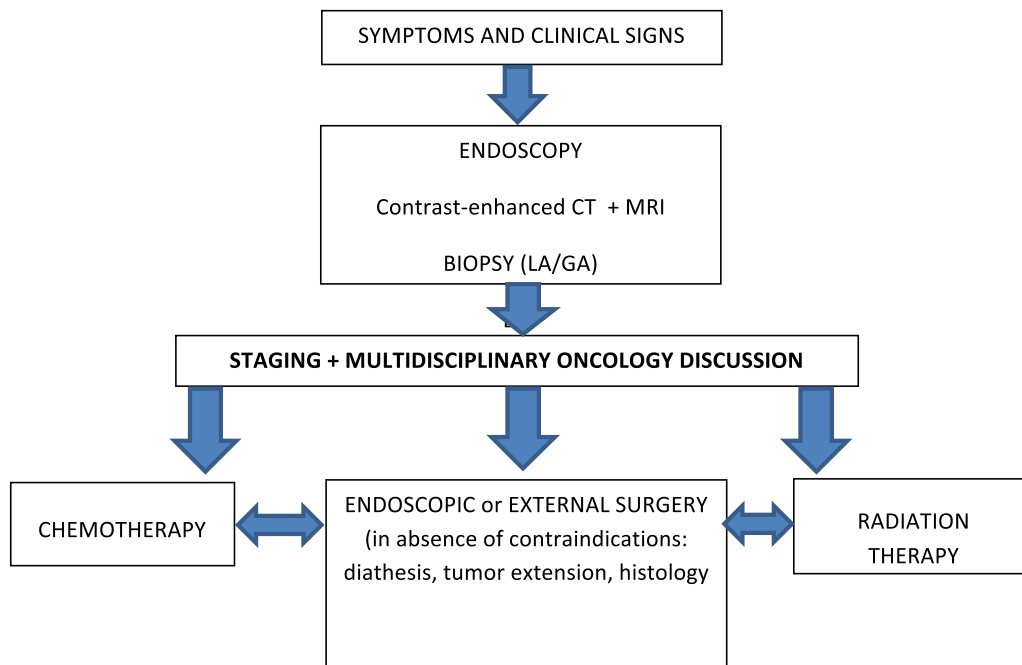 SYMPTOMS AND CLINICAL SIGNS
ENDOSCOPY
Contrast-enhanced CT + MRI
BIOPSY (LA/GA)
STAGING + MULTIDISCIPLINARY ONCOLOGY DISCUSSION
CHEMOTHERAPY
ENDOSCOPIC or EXTERNAL SURGERY
(in absence of contraindications:
diathesis, tumor extension, histology
RADIATION
THERAPY